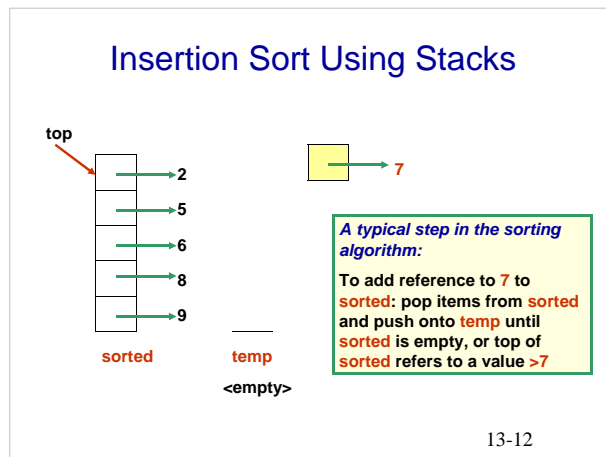 Insertion Sort Using Stacks
top
2
5
6
8
9
sorted
temp
<empty>
7
A typical step in the sorting
algorithm:
To add reference to 7 to
sorted: pop items from sorted
and push onto temp until
sorted is empty, or top of
sorted refers to a value >7
13-12